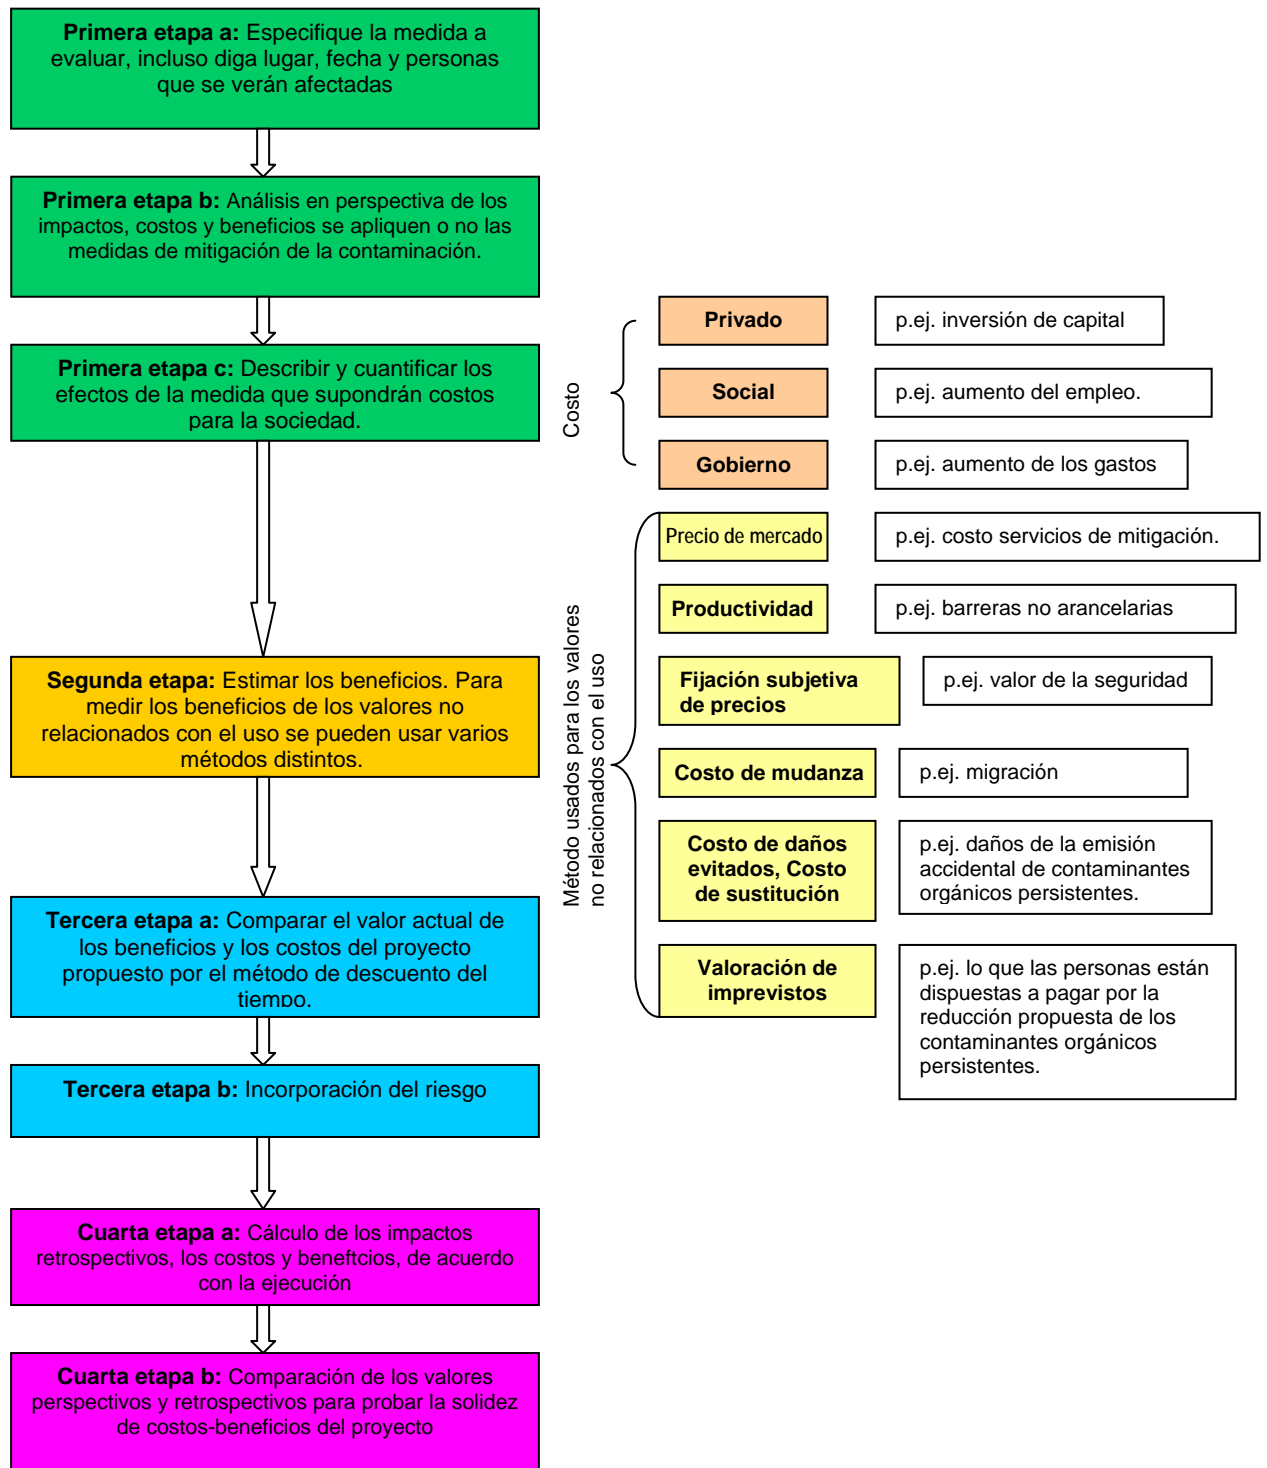 Primera etapa a: Especifique la medida a
evaluar, incluso diga lugar, fecha y personas
que se verán afectadas
Primera etapa b: Análisis en perspectiva de los
impactos, costos y beneficios se apliquen o no las
medidas de mitigación de la contaminación.
Primera etapa c: Describir y cuantificar los
efectos de la medida que supondrán costos
para la sociedad.
Costo
Privado
p.ej. inversión de capital
Social
p.ej. aumento del empleo.
Gobierno
p.ej. aumento de los gastos
Segunda etapa: Estimar los beneficios. Para
medir los beneficios de los valores no
relacionados con el uso se pueden usar varios
métodos distintos.
Método usados para los valores
no relacionados con el uso
Precio de mercado
p.ej. costo servicios de mitigación.
Productividad
p.ej. barreras no arancelarias
Fijación subjetiva
de precios
p.ej. valor de la seguridad
Costo de mudanza
p.ej. migración
Costo de daños
evitados, Costo
de sustitución
p.ej. daños de la emisión
accidental de contaminantes
orgánicos persistentes.
Valoración de
imprevistos
p.ej. lo que las personas están
dispuestas a pagar por la
reducción propuesta de los
contaminantes orgánicos
persistentes.
Tercera etapa a: Comparar el valor actual de
los beneficios y los costos del proyecto
propuesto por el método de descuento del
tiempo.
Tercera etapa b: Incorporación del riesgo
Cuarta etapa a: Cálculo de los impactos
retrospectivos, los costos y beneftcios, de acuerdo
con la ejecución
Cuarta etapa b: Comparación de los valores
perspectivos y retrospectivos para probar la solidez
de costos-beneficios del proyecto